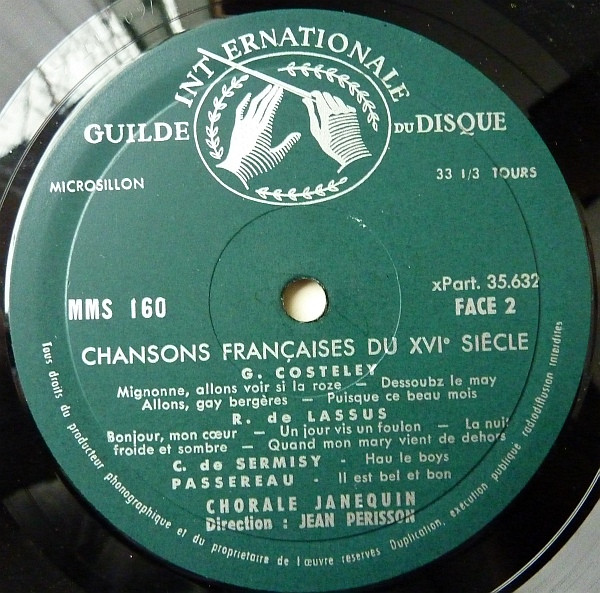 GUILDE INTERNATIONALE DU DISQUE
MICROSILLON
33 1/3 TOURS
xPart. 35.632
MMS 160
FACE 2
CHANSONS FRANÇAISES DU XVIe SIÈCLE
G. COSTELEY
Mignonne, allons voir si la roze — Dessoubz le may
Allons, gay bergères — Puisque ce beau mois
R. de LASSUS
Bonjour, mon cœur — Un jour vis un foulon — La nuit
froide et sombre — Quand mon mary vient de dehors
C. de SERMISY - Hau le boys
PASSEREAU - Il est bel et bon
CHORALE JANEQUIN
Direction : JEAN PERISSON
Tous droits du producteur phonographique et du propriétaire de l'œuvre reservés Duplication, exécution publique radiodiffusion interdites